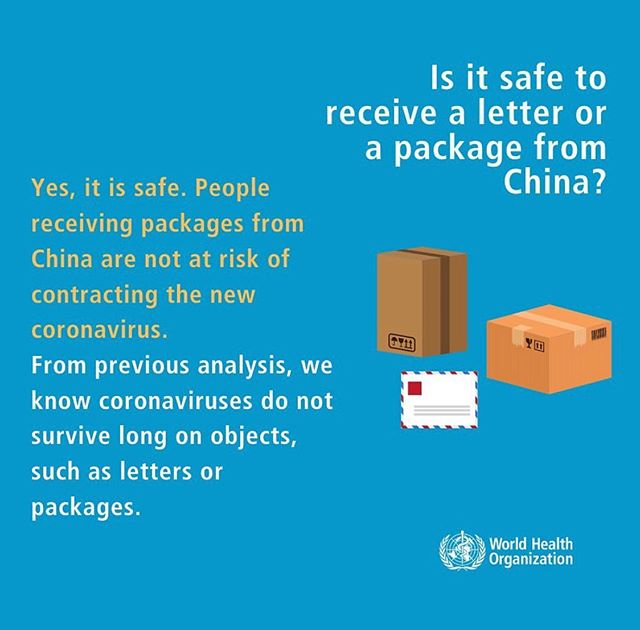 Is it safe to
receive a letter or
a package from
China?
Yes, it is safe. People
receiving packages from
China are not at risk of
contracting the new
coronavirus.
From previous analysis, we
know coronaviruses do not
survive long on objects,
such as letters or
packages.
World Health
Organization